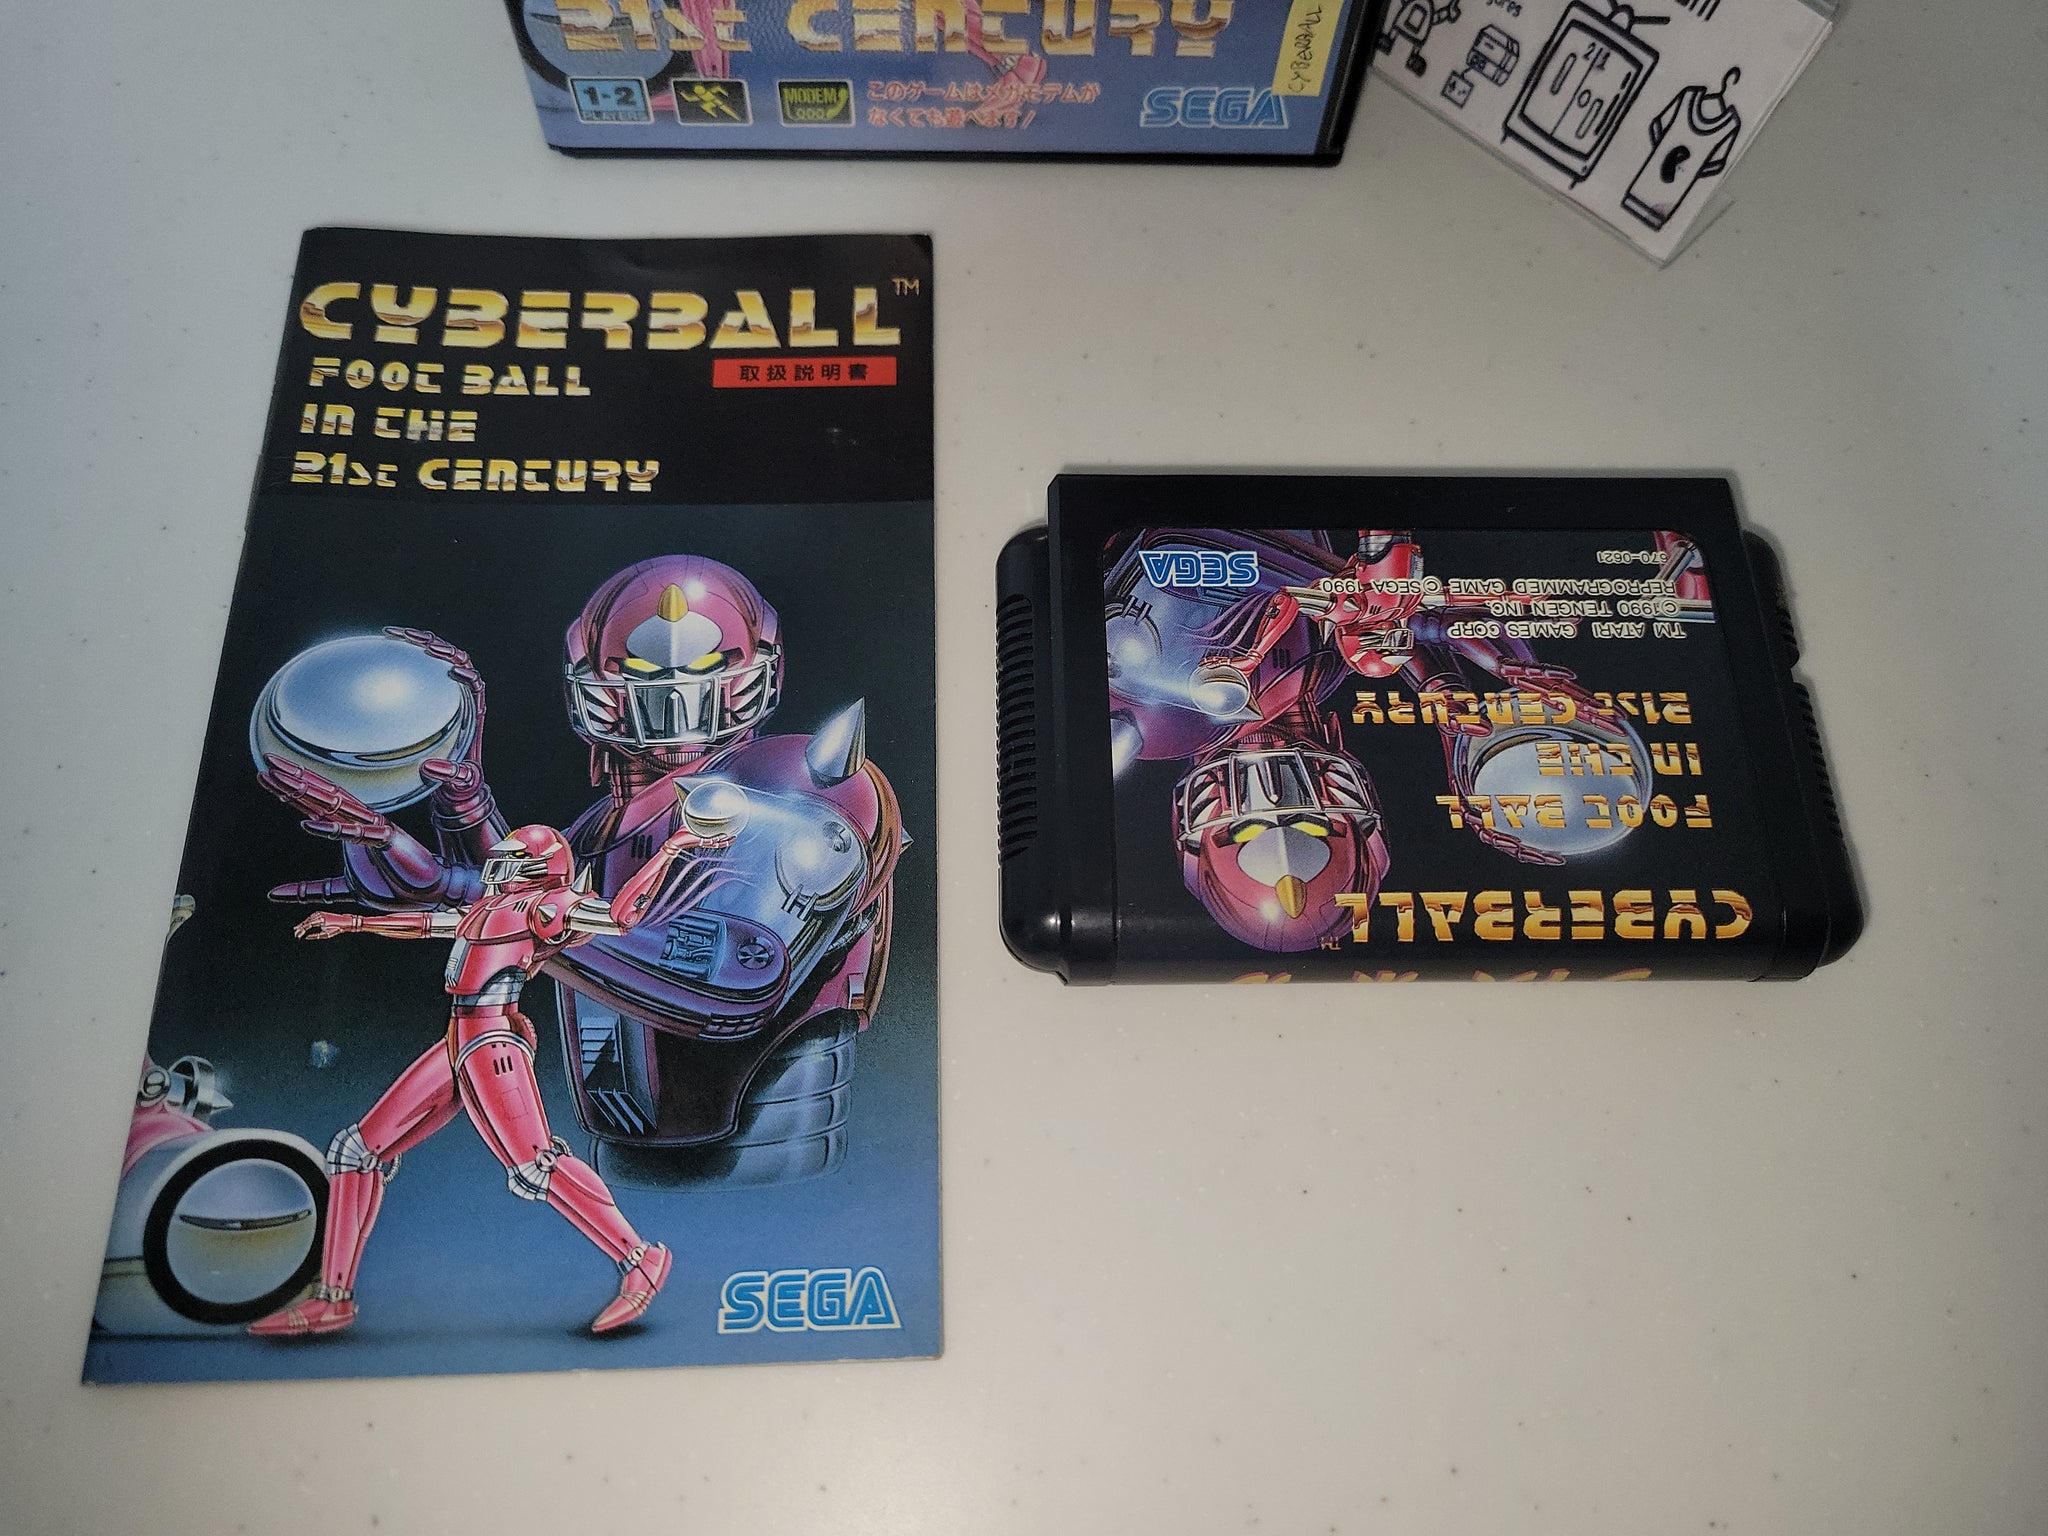 21st CENTURY
CYBERBALL
1-2
PLAYERS
MODEM
このゲームはメガモデムが
なくても遊べます!
SEGA
CYBERBALL™
FOOT BALL
取扱説明書
IN THE
21st CENTURY
SEGA
CYBERBALL
TM
FOOT BALL
IN THE
21st CENTURY
TM ATARI GAMES CORP
©1990 TENGEN INC.
REPROGRAMMED GAME ©SEGA 1990
670-0621
SEGA